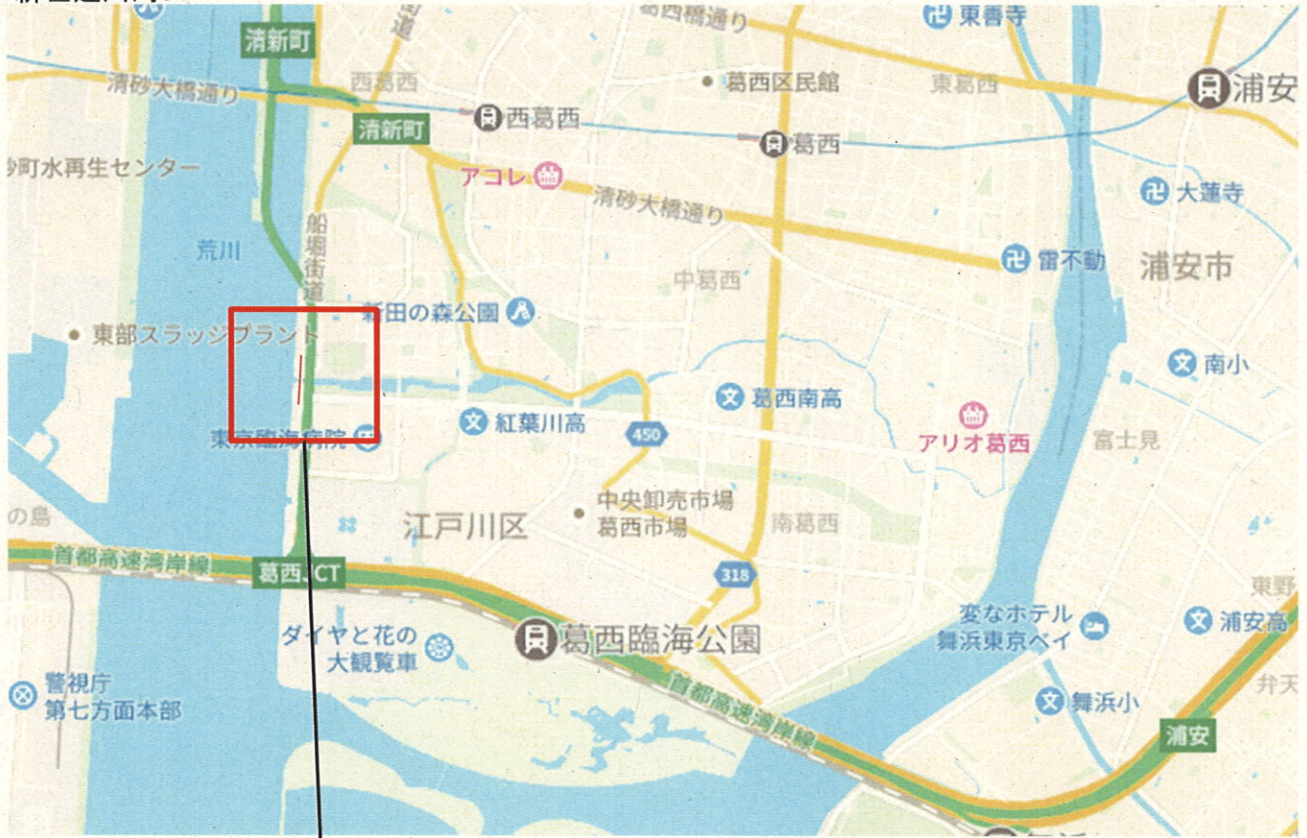 清新町
葛西橋通り
東善寺
清砂大橋通り
西葛西
葛西区民館
東葛西
浦安
清新町
西葛西
葛西
砂町水再生センター
アコレ
清砂大橋通り
大蓮寺
船堀街道
荒川
中葛西
雷不動
浦安市
新田の森公園
東部スラッジプラント
南小
葛西南高
紅葉川高
450
アリオ葛西
富士見
東京臨海病院
中央卸売市場
葛西市場
の島
江戸川区
南葛西
首都高速湾岸線
葛西JCT
318
東野
ダイヤと花の
大観覧車
葛西臨海公園
変なホテル
舞浜東京ベイ
浦安高
警視庁
第七方面本部
首都高速湾岸線
舞浜小
弁天
浦安